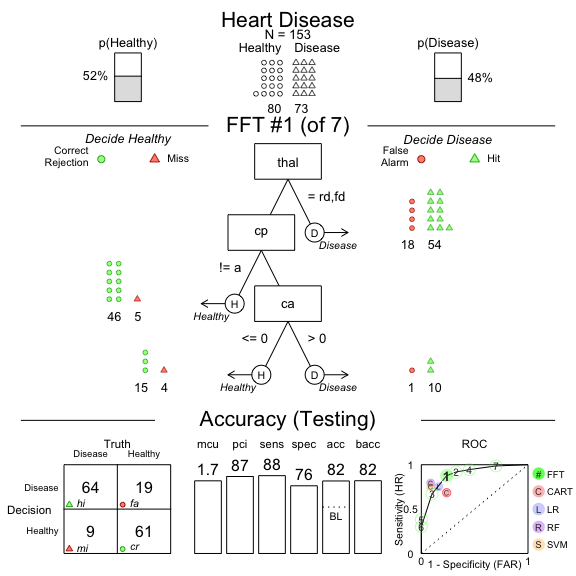 Heart Disease
N = 153
p(Healthy)
Healthy Disease
p(Disease)
52%
48%
80 73
FFT #1 (of 7)
Decide Healthy
Decide Disease
Correct Rejection
Miss
False Alarm
Hit
thal
= rd,fd
cp
D
Disease
18 54
!= a
H
Healthy
ca
46 5
<= 0 > 0
H
D
Healthy
Disease
15 4
1 10
Accuracy (Testing)
Truth
Disease Healthy
mcu pci sens spec acc bacc
ROC
1.7 87 88 76 82 82
Disease
64 19
hi fa
Decision
Healthy
9 61
mi cr
BL
1
0.5
0
Sensitivity (HR)
1 2 4 7
3
5
6
0 1
1 - Specificity (FAR)
# FFT
C CART
L LR
R RF
S SVM